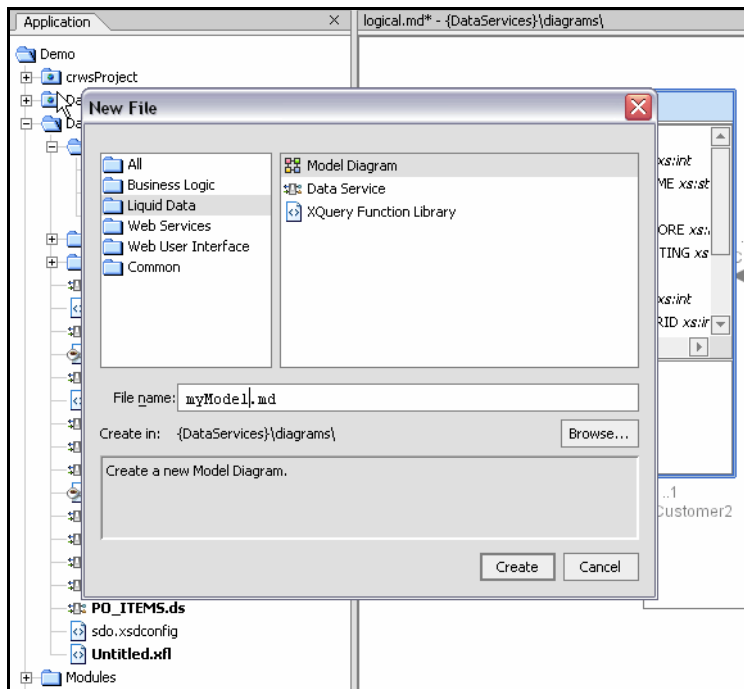 Application
logical.md* - {DataServices}\diagrams\
Demo
crwsProject
Da
Da
New File
All
Business Logic
Liquid Data
Web Services
Web User Interface
Common
Model Diagram
Data Service
XQuery Function Library
File name: myModel.md
Create in: {DataServices}\diagrams\
Browse...
Create a new Model Diagram.
Create
Cancel
xs:int
ME xs:st
ORE xs:
TING xs
xs:int
RID xs:ir
..1
Customer2
PO_ITEMS.ds
sdo.xsdconfig
Untitled.xfl
Modules